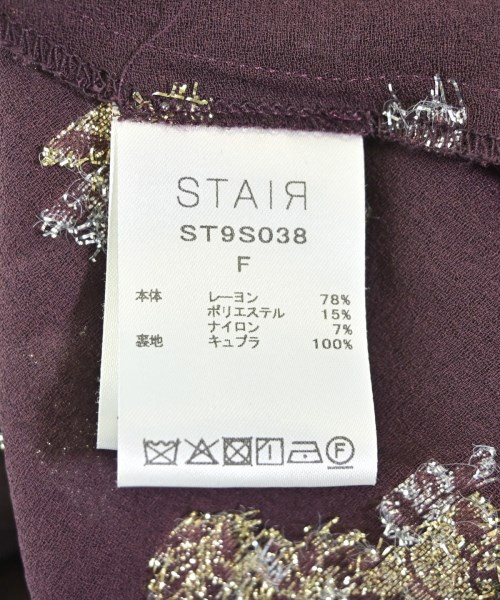 STAIR
ST9S038
F
本体 レーヨン 78%
ポリエステル 15%
ナイロン 7%
裏地 キュプラ 100%
F